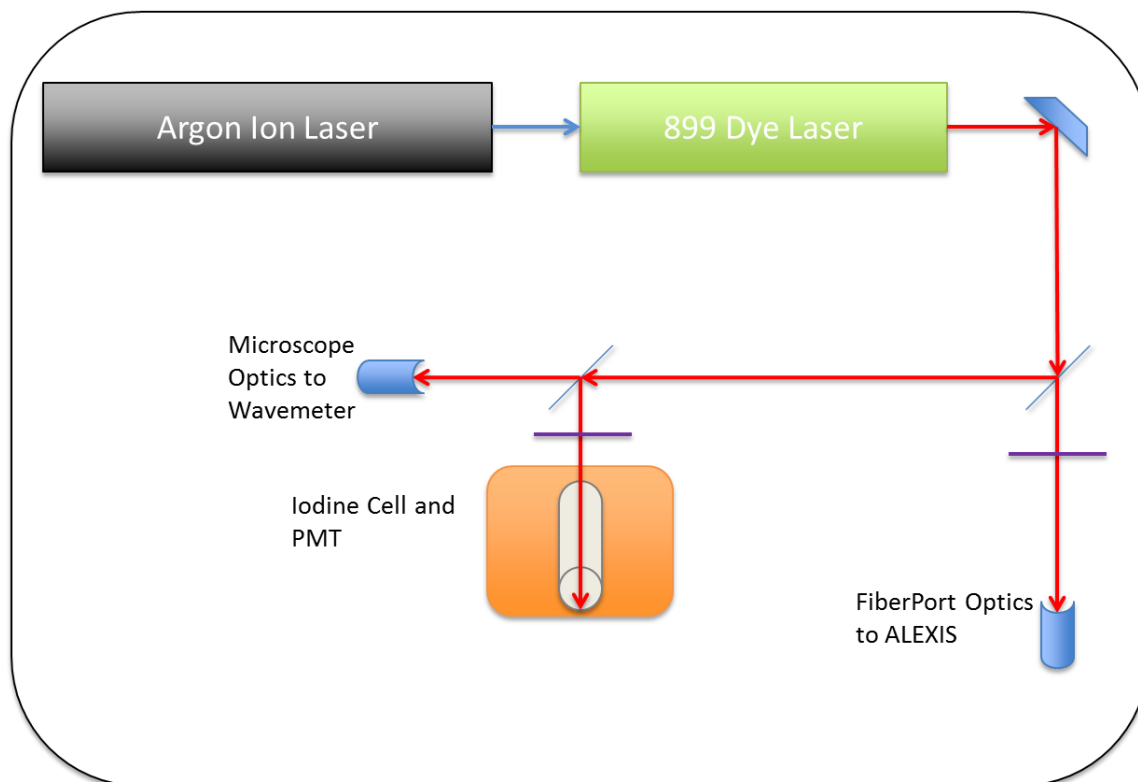 Argon Ion Laser
899 Dye Laser
Microscope
Optics to
Wavemeter
Iodine Cell and
PMT
FiberPort Optics
to ALEXIS